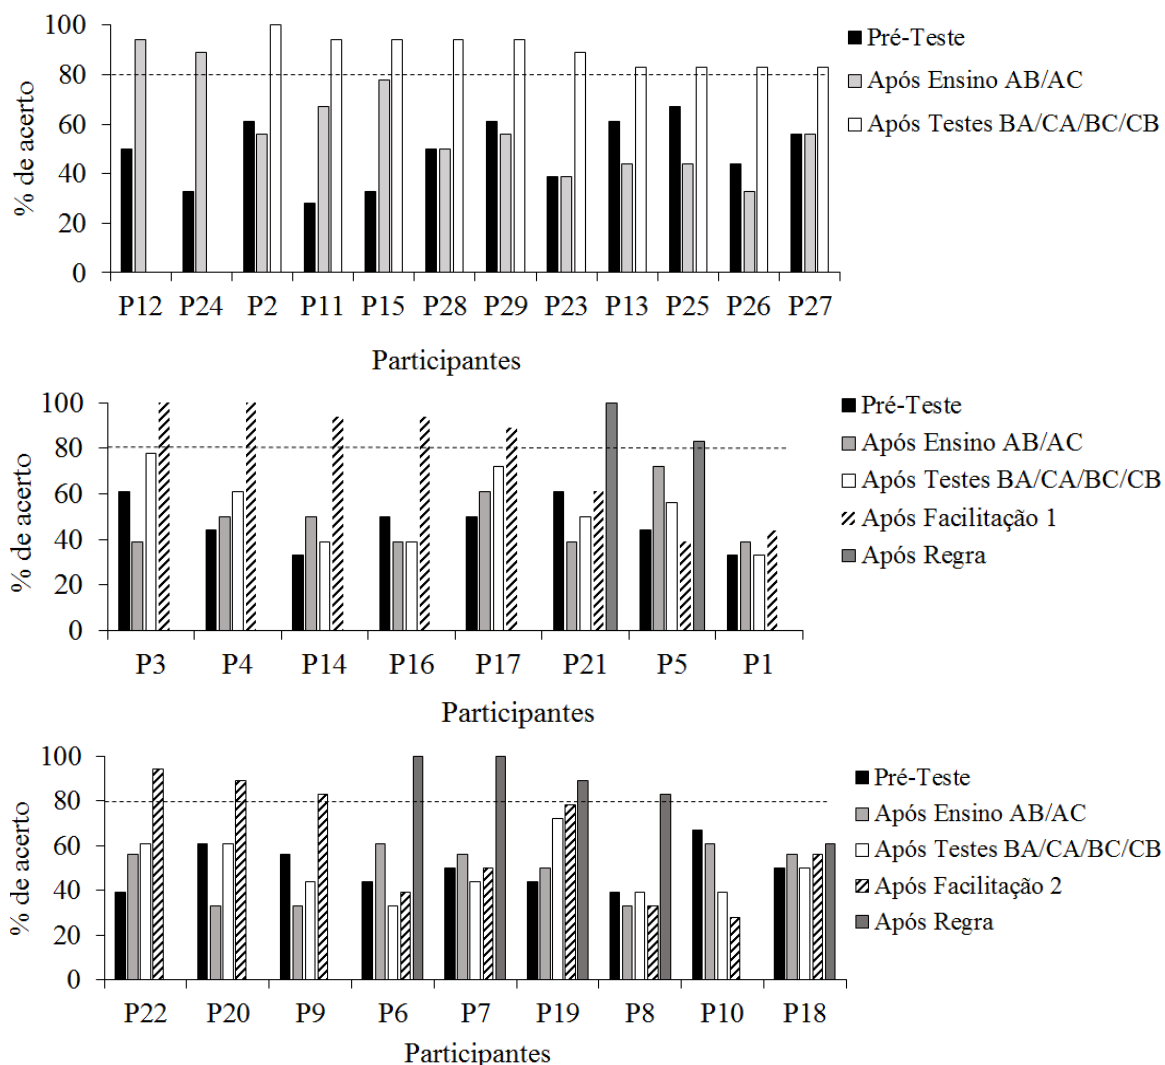 100
80
60
40
20
0
% de acerto
P12 P24 P2 P11 P15 P28 P29 P23 P13 P25 P26 P27
Participantes
Pré-Teste
Após Ensino AB/AC
Após Testes BA/CA/BC/CB
100
80
60
40
20
0
% de acerto
P3 P4 P14 P16 P17 P21 P5 P1
Participantes
Pré-Teste
Após Ensino AB/AC
Após Testes BA/CA/BC/CB
Após Facilitação 1
Após Regra
100
80
60
40
20
0
% de acerto
P22 P20 P9 P6 P7 P19 P8 P10 P18
Participantes
Pré-Teste
Após Ensino AB/AC
Após Testes BA/CA/BC/CB
Após Facilitação 2
Após Regra